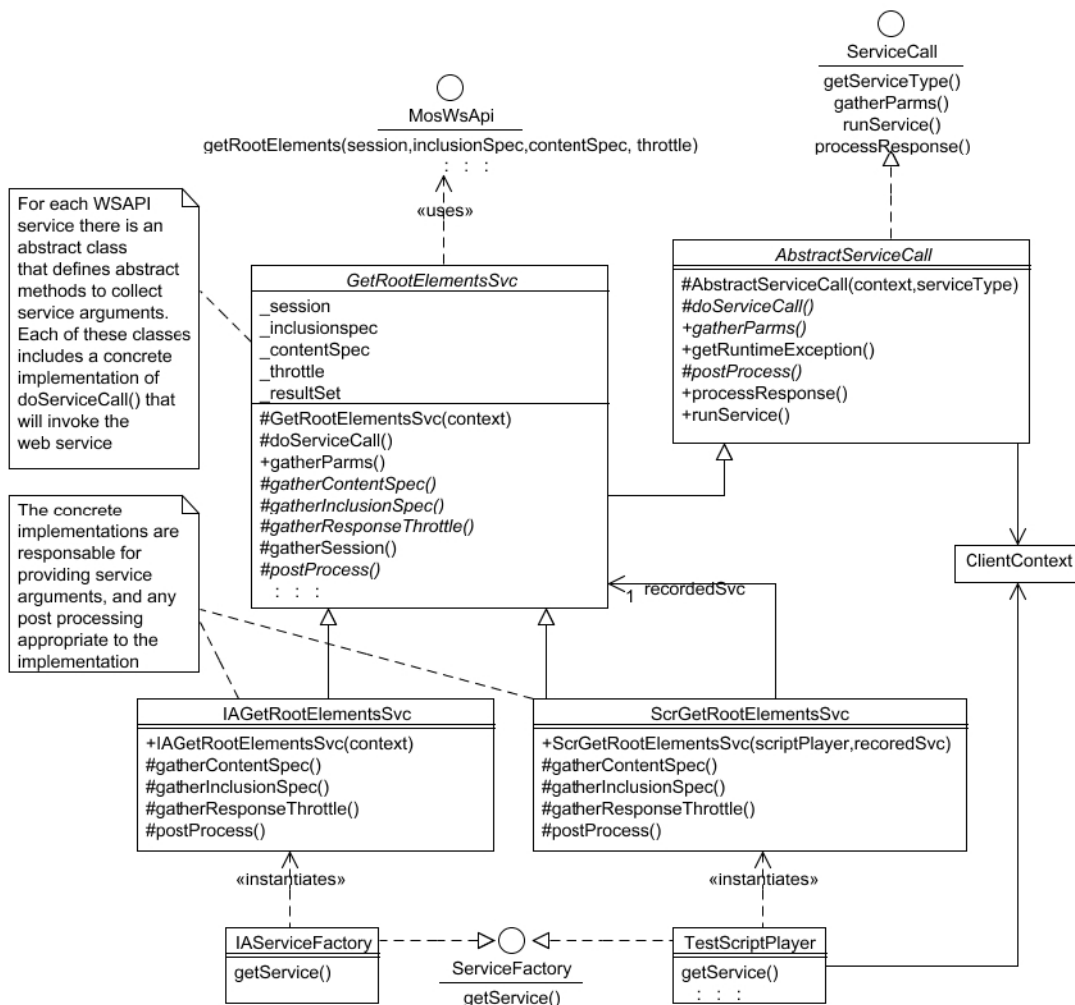 ServiceCall
getServiceType()
gatherParms()
runService()
processResponse()
MosWsApi
getRootElements(session,inclusionSpec,contentSpec, throttle)
: : :
«uses»
For each WSAPI
service there is an
abstract class
that defines abstract
methods to collect
service arguments.
Each of these classes
includes a concrete
implementation of
doServiceCall() that
will invoke the
web service
GetRootElementsSvc
_session
_inclusionspec
_contentSpec
_throttle
_resultSet
#GetRootElementsSvc(context)
#doServiceCall()
+gatherParms()
#gatherContentSpec()
#gatherInclusionSpec()
#gatherResponseThrottle()
#gatherSession()
#postProcess()
: : :
AbstractServiceCall
#AbstractServiceCall(context,serviceType)
#doServiceCall()
+gatherParms()
+getRuntimeException()
#postProcess()
+processResponse()
+runService()
The concrete
implementations are
responsable for
providing service
arguments, and any
post processing
appropriate to the
implementation
ClientContext
1 recordedSvc
IAGetRootElementsSvc
+IAGetRootElementsSvc(context)
#gatherContentSpec()
#gatherInclusionSpec()
#gatherResponseThrottle()
#postProcess()
ScrGetRootElementsSvc
+ScrGetRootElementsSvc(scriptPlayer,recoredSvc)
#gatherContentSpec()
#gatherInclusionSpec()
#gatherResponseThrottle()
#postProcess()
«instantiates»
«instantiates»
IAServiceFactory
getService()
ServiceFactory
getService()
TestScriptPlayer
getService()
: : :